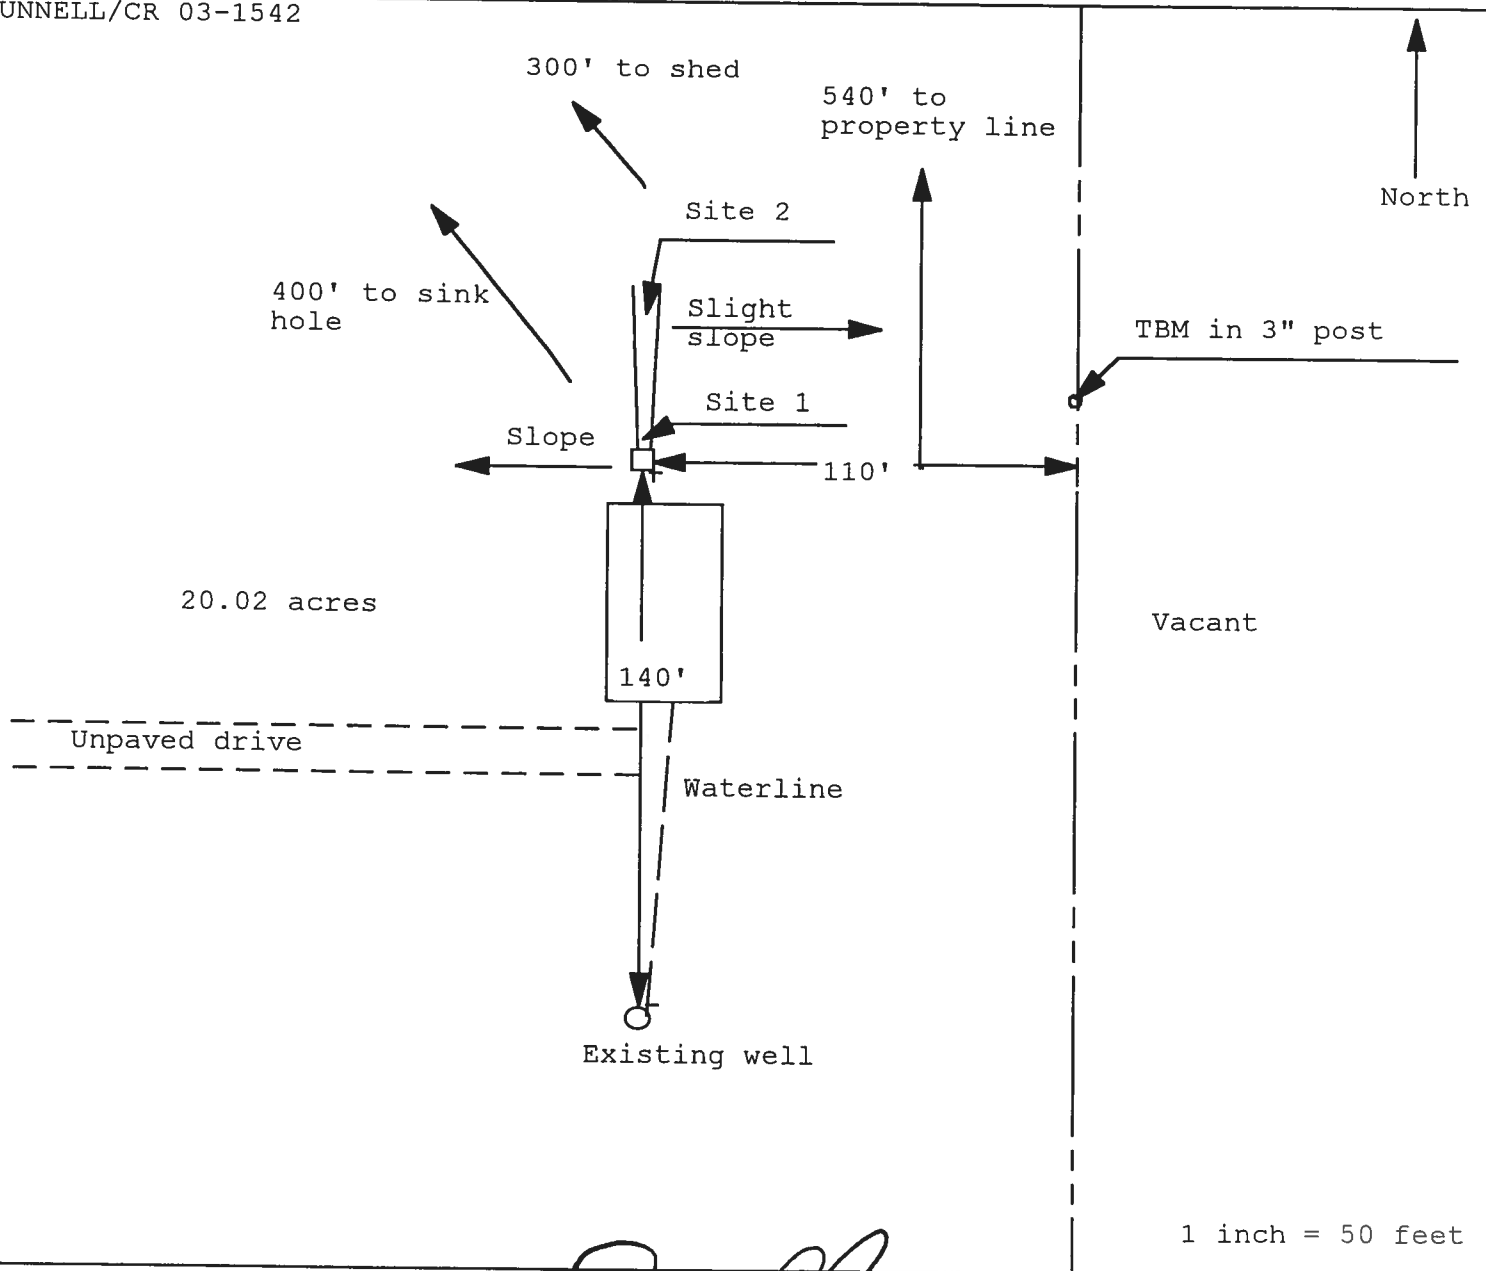 UNNELL/CR 03-1542
300' to shed
540' to
property line
North
Site 2
400' to sink
hole
Slight
slope
TBM in 3" post
Site 1
Slope
110'
20.02 acres
Vacant
140'
Unpaved drive
Waterline
Existing well
1 inch = 50 feet